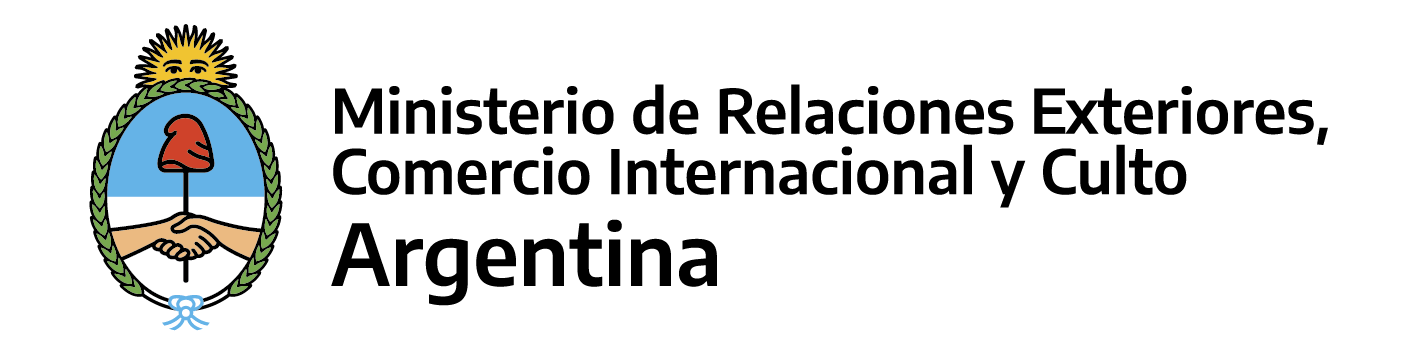 Ministerio de Relaciones Exteriores,
Comercio Internacional y Culto
Argentina